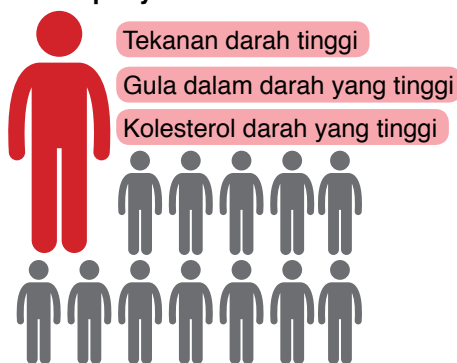 Tekanan darah tinggi
Gula dalam darah yang tinggi
Kolesterol darah yang tinggi